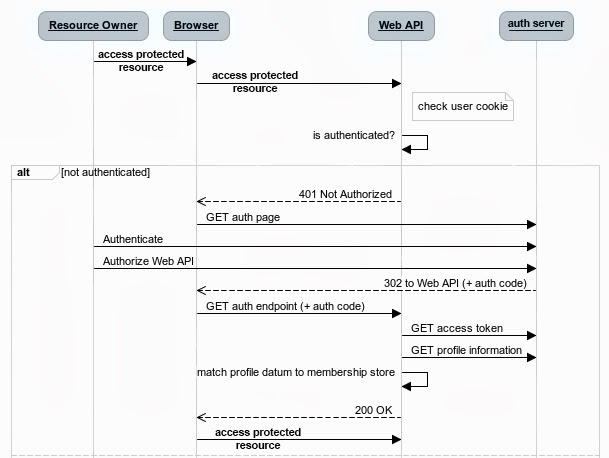 Resource Owner
Browser
Web API
auth server
access protected
resource
access protected
resource
check user cookie
is authenticated?
alt
[not authenticated]
401 Not Authorized
GET auth page
Authenticate
Authorize Web API
302 to Web API (+ auth code)
GET auth endpoint (+ auth code)
GET access token
GET profile information
match profile datum to membership store
200 OK
access protected
resource